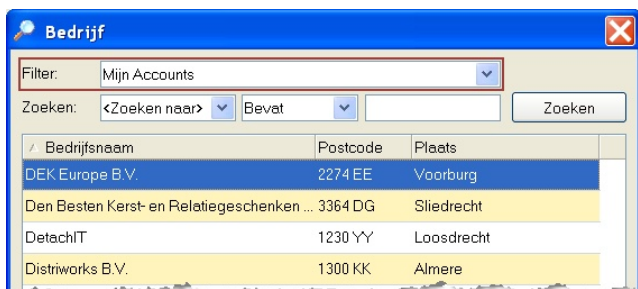 Bedrijf
Filter: Mijn Accounts
Zoeken: <Zoeken naar> Bevat Zoeken
Bedrijfsnaam Postcode Plaats
DEK Europe B.V. 2274 EE Voorburg
Den Besten Kerst- en Relatiegeschenken ... 3364 DG Sliedrecht
DetachIT 1230 YY Loosdrecht
Distriworks B.V. 1300 KK Almere